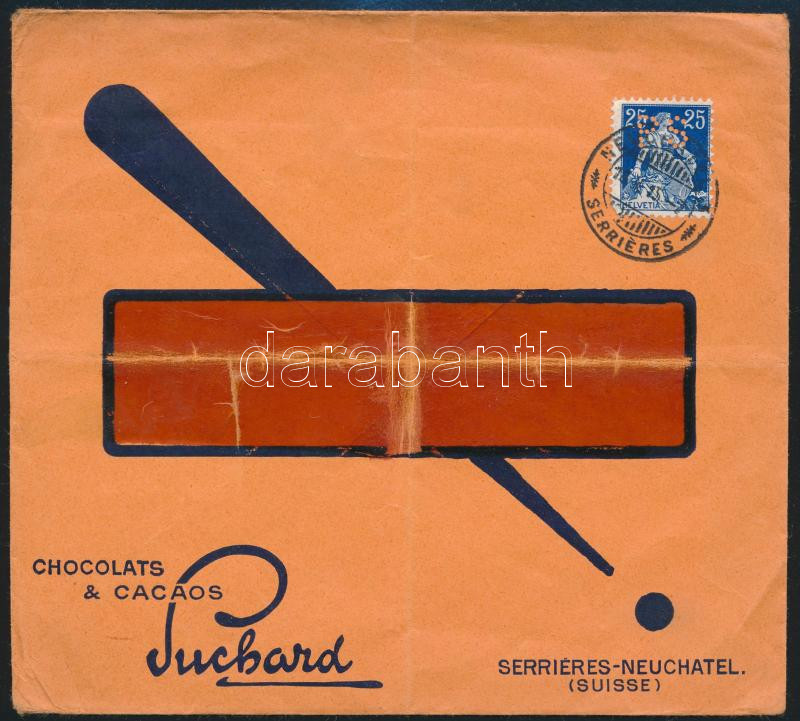 25 25
HELVETIA
SERRIÈRES
darabanth
CHOCOLATS
& CACAOS
Suchard
SERRIÈRES-NEUCHATEL.
(SUISSE)